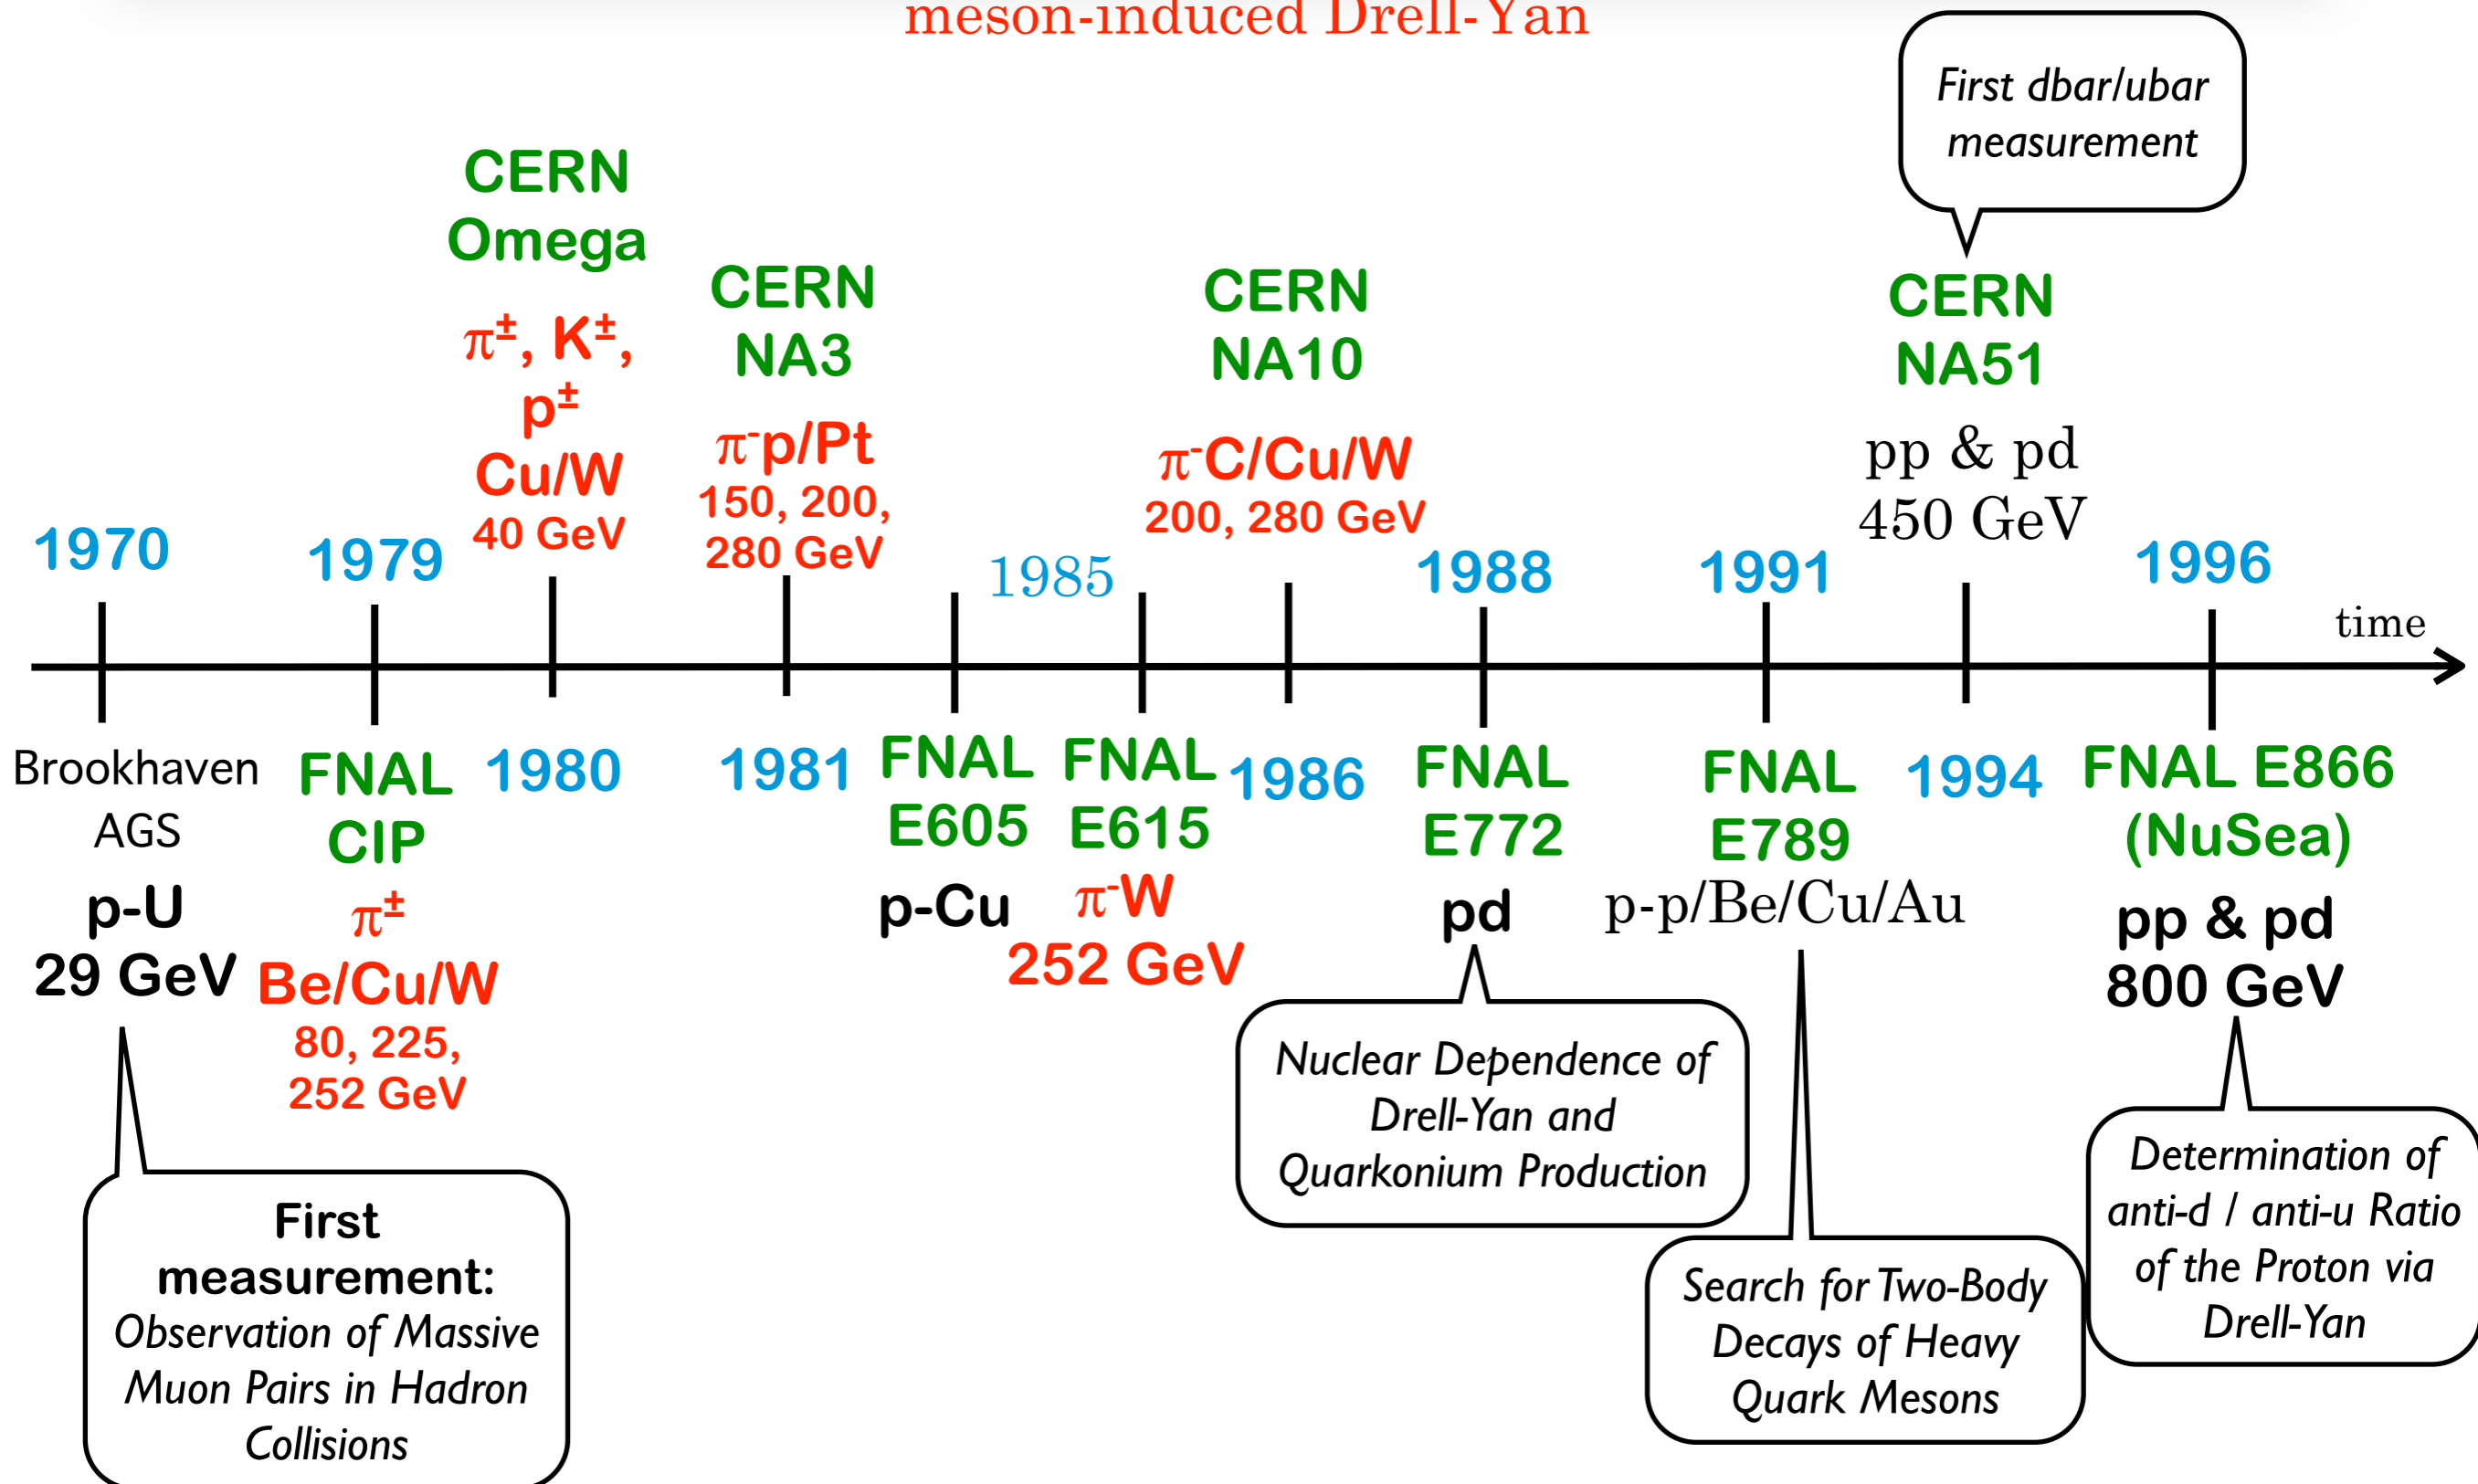 meson-induced Drell-Yan
First dbar/ubar
measurement
CERN
Omega
π±, K±,
p±
Cu/W
40 GeV
CERN
NA3
π-p/Pt
150, 200,
280 GeV
CERN
NA10
π-C/Cu/W
200, 280 GeV
CERN
NA51
pp & pd
450 GeV
1970
1979
1985
1988
1991
1996
time
Brookhaven
AGS
p-U
29 GeV
FNAL
CIP
π±
Be/Cu/W
80, 225,
252 GeV
1980
1981
FNAL
E605
p-Cu
FNAL
E615
π-W
252 GeV
1986
FNAL
E772
pd
FNAL
E789
p-p/Be/Cu/Au
1994
FNAL E866
(NuSea)
pp & pd
800 GeV
First
measurement:
Observation of Massive
Muon Pairs in Hadron
Collisions
Nuclear Dependence of
Drell-Yan and
Quarkonium Production
Search for Two-Body
Decays of Heavy
Quark Mesons
Determination of
anti-d / anti-u Ratio
of the Proton via
Drell-Yan